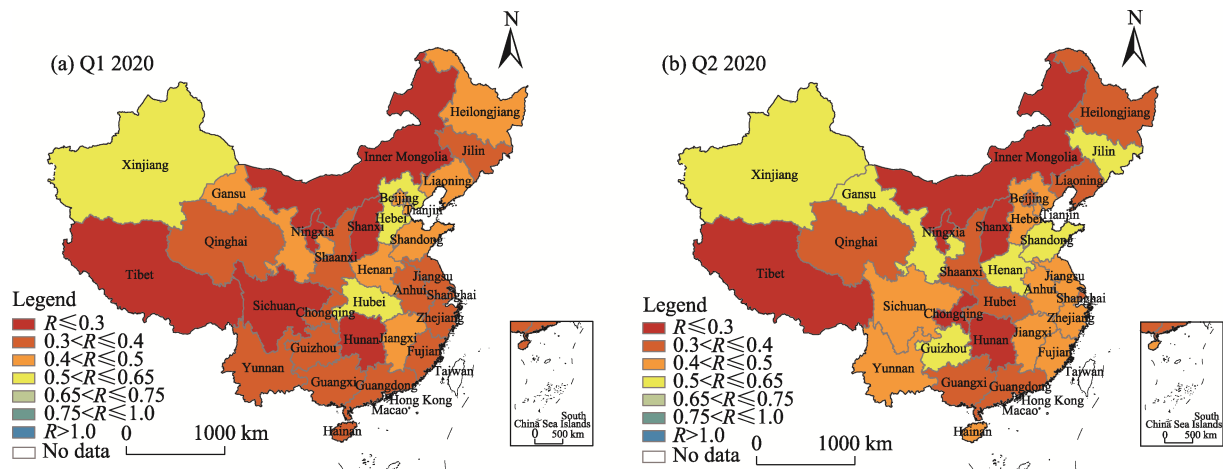 (a) Q1 2020
N
Heilongjiang
Jilin
Inner Mongolia
Liaoning
Xinjiang
Gansu
Beijing
Tianjin
Hebei
Ningxia
Shanxi
Shandong
Qinghai
Shaanxi
Henan
Jiangsu
Anhui
Shanghai
Tibet
Sichuan
Chongqing
Hubei
Zhejiang
Hunan
Jiangxi
Guizhou
Fujian
Yunnan
Taiwan
Guangxi
Guangdong
Hong Kong
Macao
Hainan
Legend
R≤0.3
0.3<R≤0.4
0.4<R≤0.5
0.5<R≤0.65
0.65<R≤0.75
0.75<R≤1.0
R>1.0
No data
0 1000 km
South
China Sea Islands
0 500 km
(b) Q2 2020
N
Heilongjiang
Jilin
Inner Mongolia
Liaoning
Xinjiang
Gansu
Beijing
Tianjin
Hebei
Ningxia
Shanxi
Shandong
Qinghai
Shaanxi
Henan
Jiangsu
Anhui
Shanghai
Tibet
Sichuan
Chongqing
Hubei
Zhejiang
Hunan
Jiangxi
Guizhou
Fujian
Yunnan
Taiwan
Guangxi
Guangdong
Hong Kong
Macao
Hainan
Legend
R≤0.3
0.3<R≤0.4
0.4<R≤0.5
0.5<R≤0.65
0.65<R≤0.75
0.75<R≤1.0
R>1.0
No data
0 1000 km
South
China Sea Islands
0 500 km